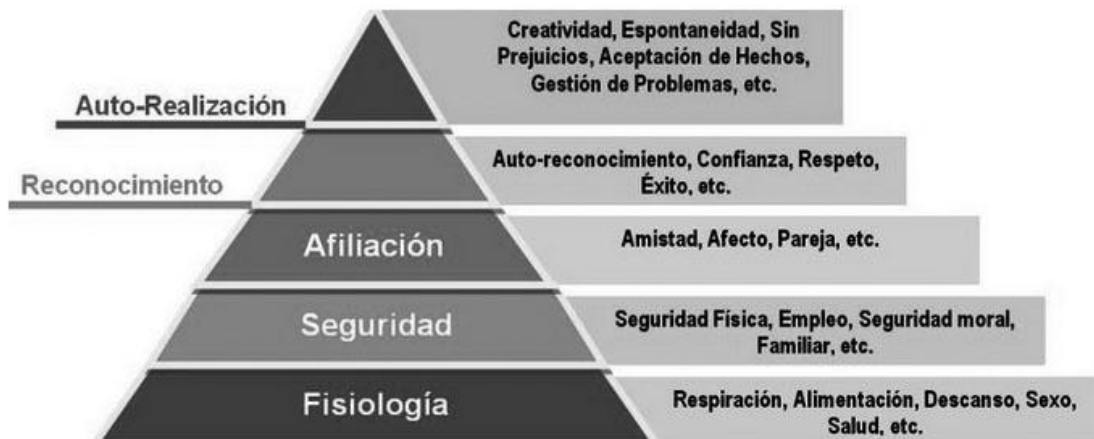 Creatividad, Espontaneidad, Sin
Prejuicios, Aceptación de Hechos,
Gestión de Problemas, etc.
Auto-Realización
Auto-reconocimiento, Confianza, Respeto,
Éxito, etc.
Reconocimiento
Afiliación
Amistad, Afecto, Pareja, etc.
Seguridad
Seguridad Física, Empleo, Seguridad moral,
Familiar, etc.
Fisiología
Respiración, Alimentación, Descanso, Sexo,
Salud, etc.